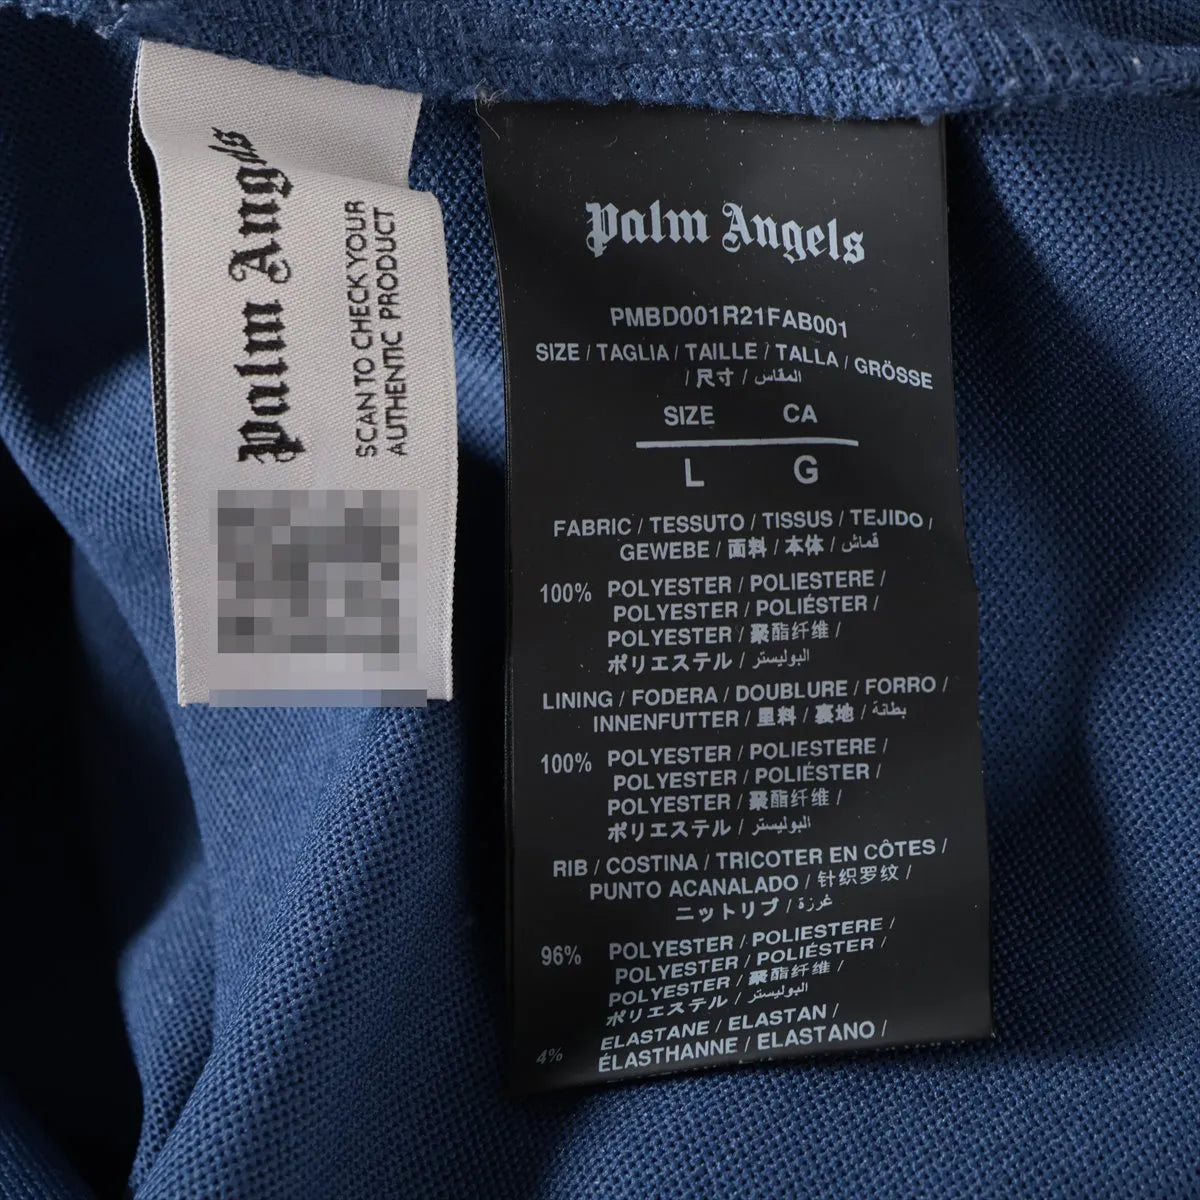 Palm Angels
SCAN TO CHECK YOUR
AUTHENTIC PRODUCT
Palm Angels
PMBD001R21FAB001
SIZE / TAGLIA / TAILLE / TALLA / GRÖSSE
/ 尺寸 / المقاس
SIZE CA
L G
FABRIC / TESSUTO / TISSUS / TEJIDO /
GEWEBE / 面料 / 本体 / قماش
100% POLYESTER / POLIESTERE /
POLYESTER / POLIÉSTER /
POLYESTER / 聚酯纤维 /
ポリエステル / البوليستر
LINING / FODERA / DOUBLURE / FORRO /
INNENFUTTER / 里料 / 裏地 / بطانة
100% POLYESTER / POLIESTERE /
POLYESTER / POLIÉSTER /
POLYESTER / 聚酯纤维 /
ポリエステル / البوليستر
RIB / COSTINA / TRICOTER EN CÔTES /
PUNTO ACANALADO / 针织罗纹 /
ニットリブ / غرزة
96% POLYESTER / POLIESTERE /
POLYESTER / POLIÉSTER /
POLYESTER / 聚酯纤维 /
ポリエステル / البوليستر
ELASTANE / ELASTAN /
4% ÉLASTHANNE / ELASTANO /